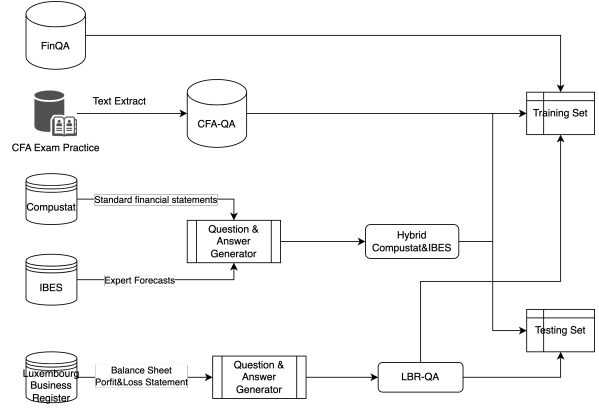 FinQA
Text Extract
CFA-QA
Training Set
CFA Exam Practice
Compustat
Standard financial statements
Question &
Answer
Generator
Hybrid
Compustat&IBES
IBES
Expert Forecasts
Testing Set
Luxembourg
Business
Register
Balance Sheet
Porfit&Loss Statement
Question &
Answer
Generator
LBR-QA